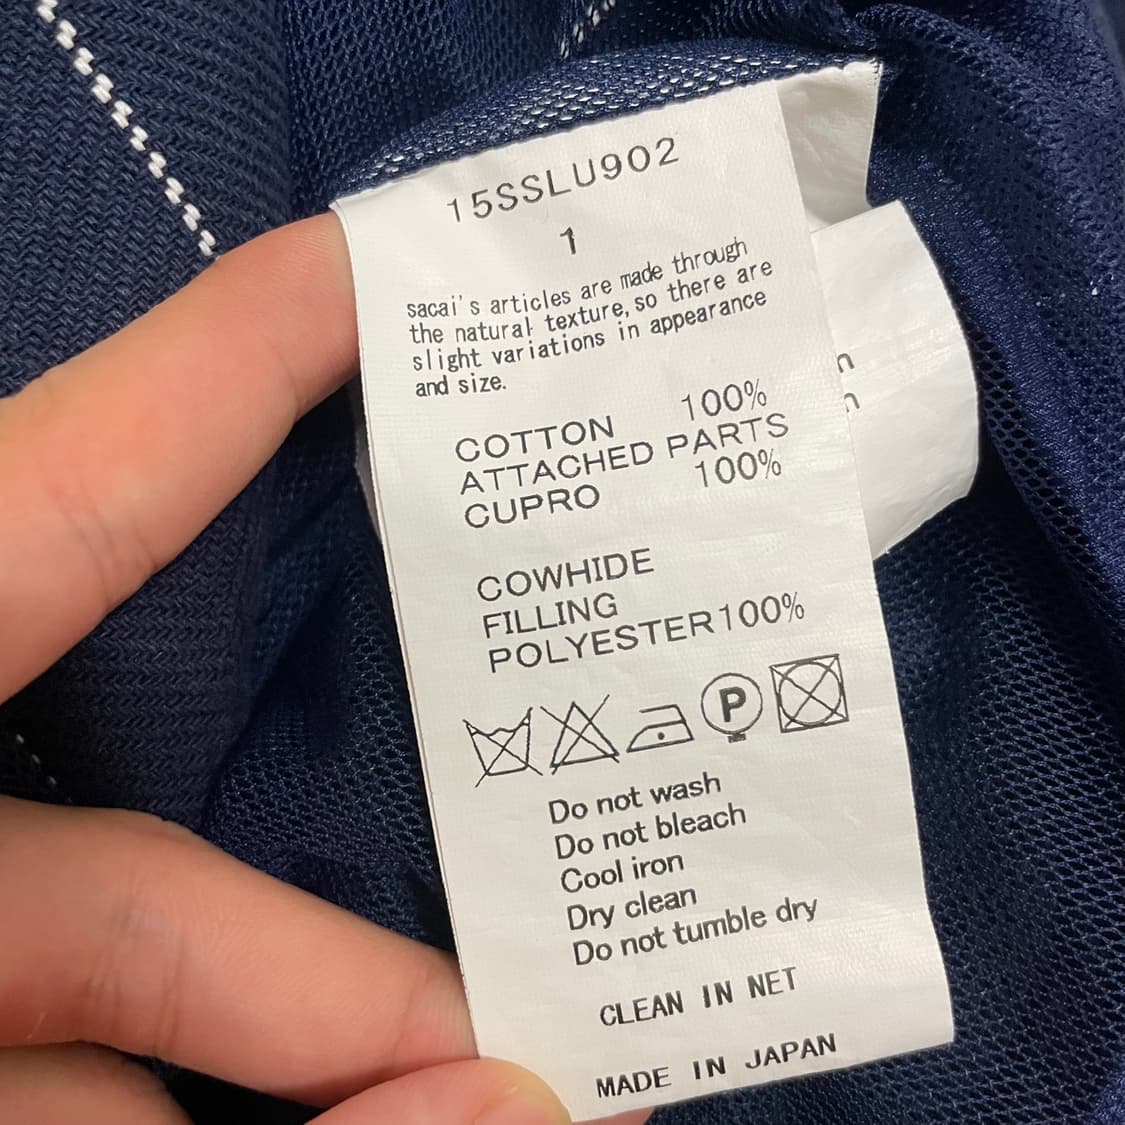 15SSLU902
1
sacai's articles are made through
the natural texture, so there are
slight variations in appearance
and size.
COTTON 100%
ATTACHED PARTS
CUPRO 100%
COWHIDE
FILLING
POLYESTER100%
P
Do not wash
Do not bleach
Cool iron
Dry clean
Do not tumble dry
CLEAN IN NET
MADE IN JAPAN
n
n